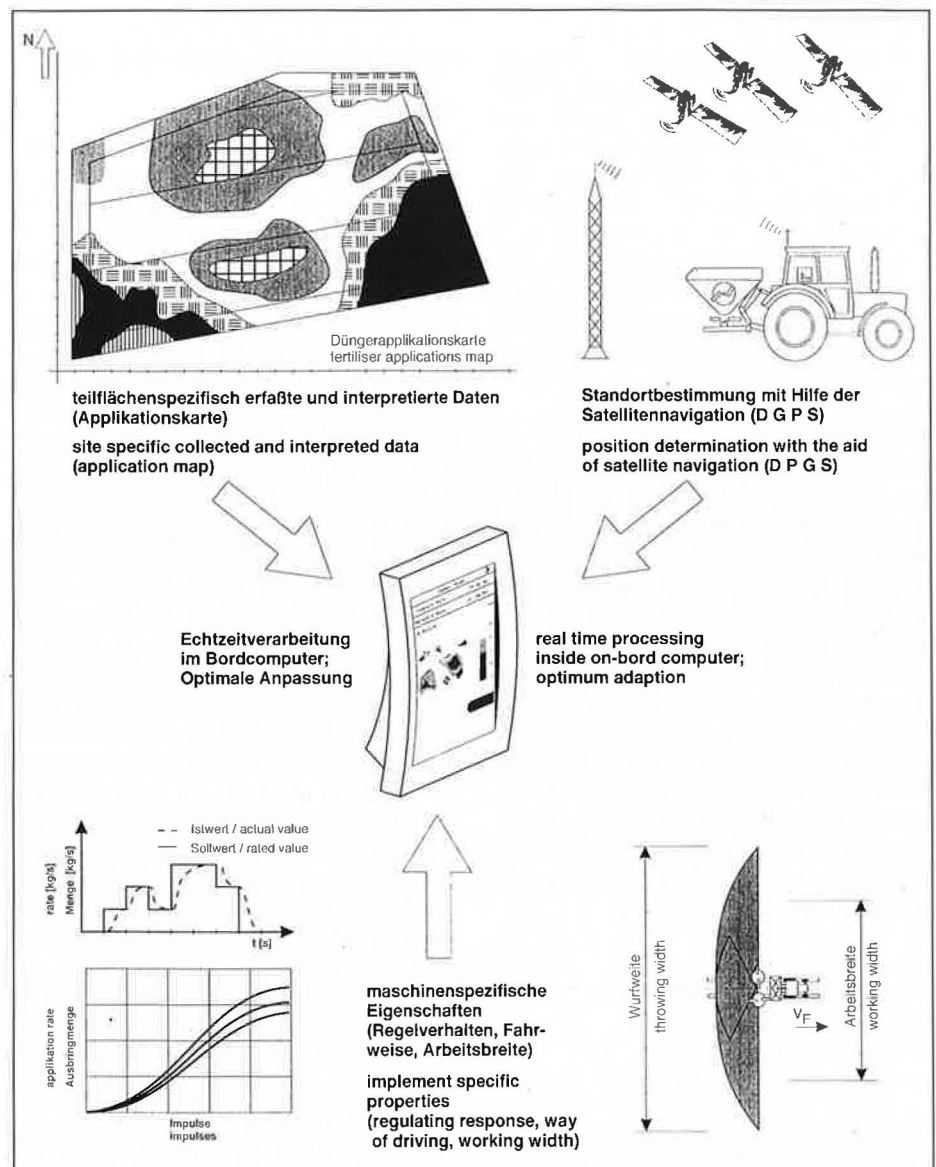 N
Düngerapplikationskarte
fertiliser applications map
teilflächenspezifisch erfaßte und interpretierte Daten
(Applikationskarte)
site specific collected and interpreted data
(application map)
Standortbestimmung mit Hilfe der
Satellitennavigation (D G P S)
position determination with the aid
of satellite navigation (D P G S)
Echtzeitverarbeitung
im Bordcomputer;
Optimale Anpassung
real time processing
inside on-bord computer;
optimum adaption
Istwert / actual value
Sollwert / rated value
rate [kg/s]
Menge [kg/s]
t [s]
applikation rate
Ausbringmenge
Impulse
impulses
maschinenspezifische
Eigenschaften
(Regelverhalten, Fahr-
weise, Arbeitsbreite)
implement specific
properties
(regulating response, way
of driving, working width)
Wurfweite
throwing width
VF
Arbeitsbreite
working width